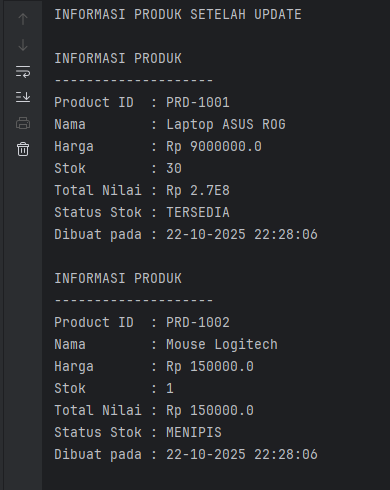 INFORMASI PRODUK SETELAH UPDATE
INFORMASI PRODUK
--------------------
Product ID  : PRD-1001
Nama        : Laptop ASUS ROG
Harga       : Rp 9000000.0
Stok        : 30
Total Nilai : Rp 2.7E8
Status Stok : TERSEDIA
Dibuat pada : 22-10-2025 22:28:06
INFORMASI PRODUK
--------------------
Product ID  : PRD-1002
Nama        : Mouse Logitech
Harga       : Rp 150000.0
Stok        : 1
Total Nilai : Rp 150000.0
Status Stok : MENIPIS
Dibuat pada : 22-10-2025 22:28:06